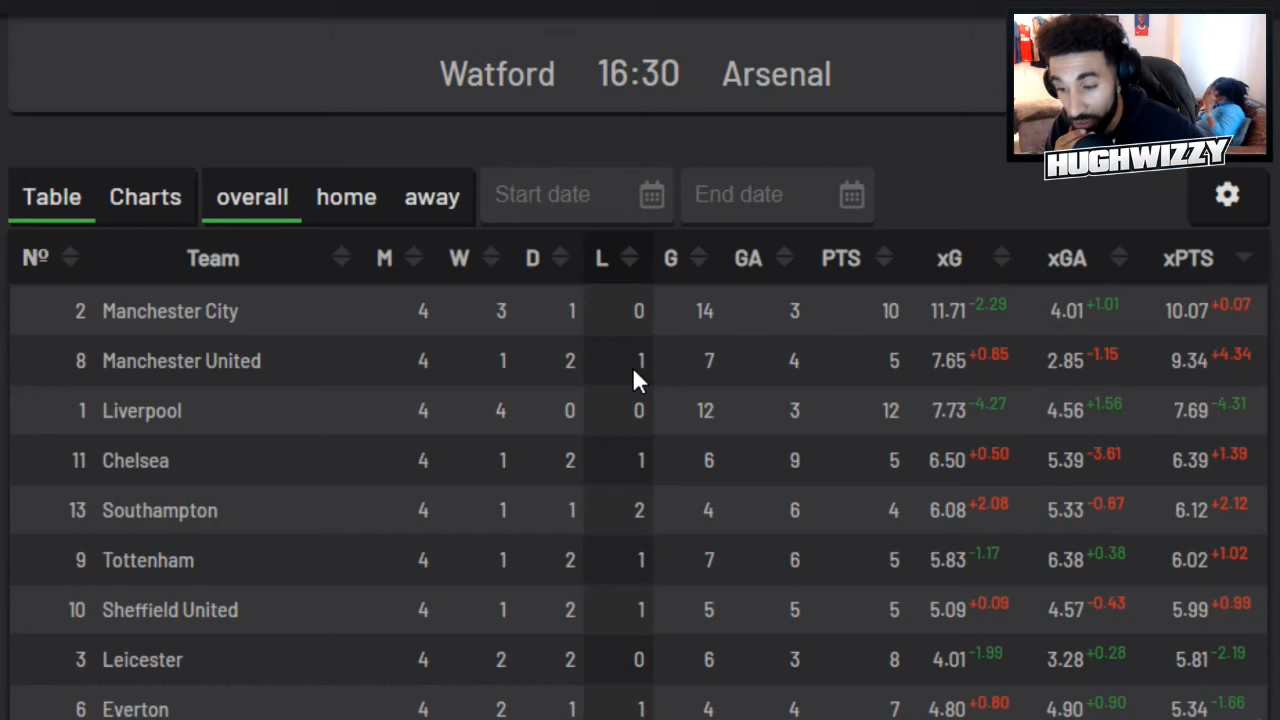 Watford 16:30 Arsenal
HUGHWIZZY
Table Charts overall home away Start date End date
Nº Team M W D L G GA PTS xG xGA xPTS
2 Manchester City 4 3 1 0 14 3 10 11.71 -2.29 4.01 +1.01 10.07 +0.07
8 Manchester United 4 1 2 1 7 4 5 7.65 +0.65 2.85 -1.15 9.34 +4.34
1 Liverpool 4 4 0 0 12 3 12 7.73 -4.27 4.56 +1.56 7.69 -4.31
11 Chelsea 4 1 2 1 6 9 5 6.50 +0.50 5.39 -3.61 6.39 +1.39
13 Southampton 4 1 1 2 4 6 4 6.08 +2.08 5.33 -0.67 6.12 +2.12
9 Tottenham 4 1 2 1 7 6 5 5.83 -1.17 6.38 +0.38 6.02 +1.02
10 Sheffield United 4 1 2 1 5 5 5 5.09 +0.09 4.57 -0.43 5.99 +0.99
3 Leicester 4 2 2 0 6 3 8 4.01 -1.99 3.28 +0.28 5.81 -2.19
6 Everton 4 2 1 1 4 4 7 4.80 +0.80 4.90 +0.90 5.34 -1.66